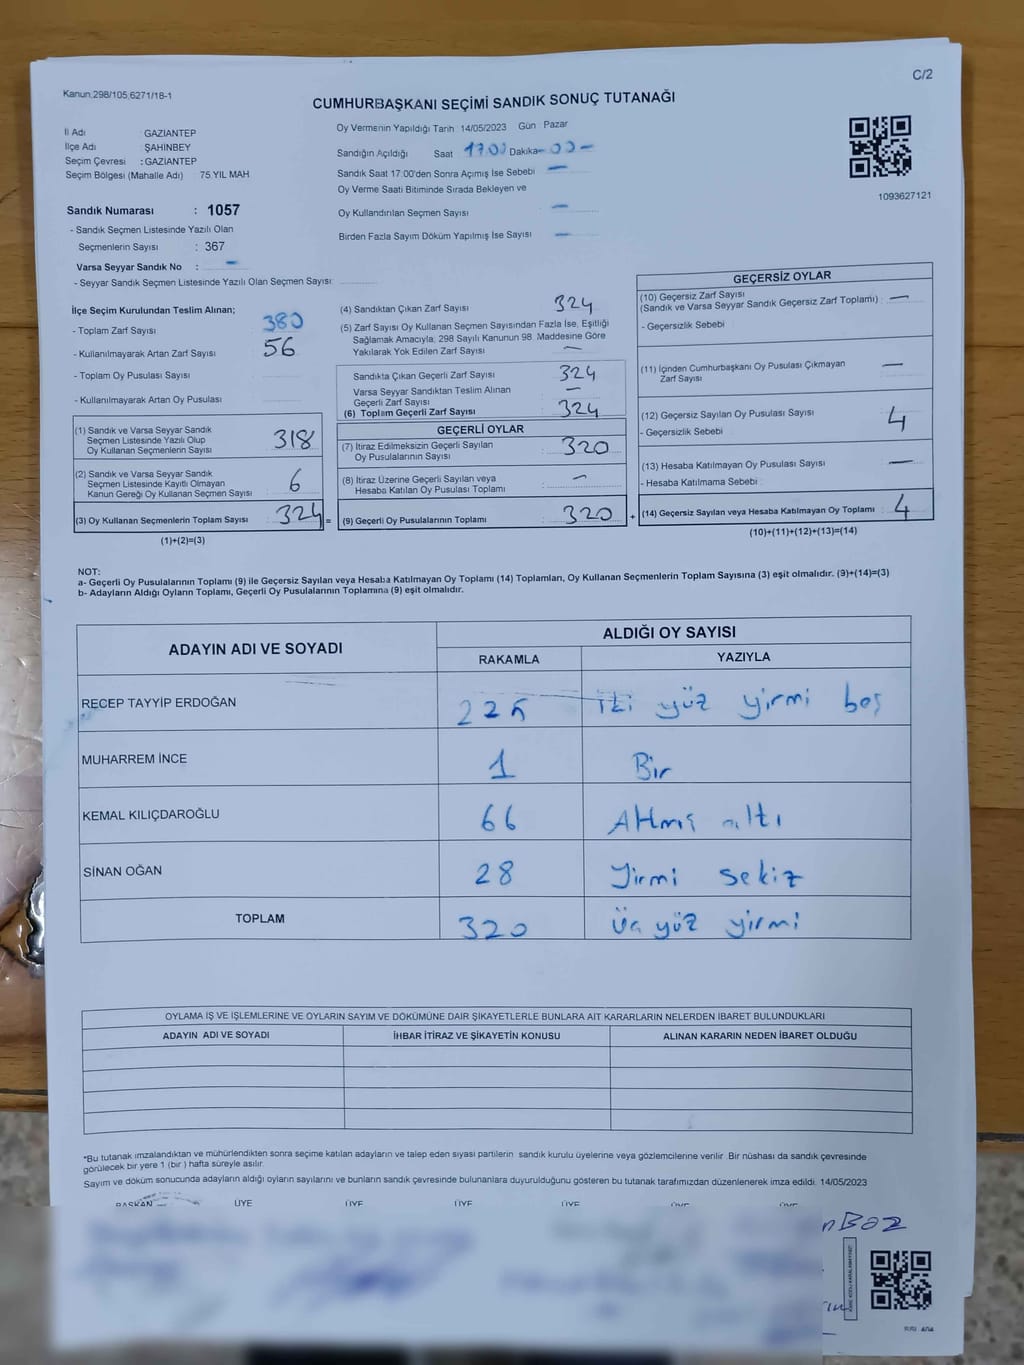 C/2
Kanun,298/105,6271/18-1
CUMHURBAŞKANI SEÇİMİ SANDIK SONUÇ TUTANAĞI
İl Adı : GAZIANTEP
İlçe Adı : ŞAHİNBEY
Seçim Çevresi : GAZIANTEP
Seçim Bölgesi (Mahalle Adı) 75.YIL MAH
Oy Vermenin Yapıldığı Tarih 14/05/2023 Gün Pazar
Sandığın Açıldığı Saat 17.00 Dakika - 00 -
Sandık Saat 17.00'den Sonra Açımış İse Sebebi —
Oy Verme Saati Bitiminde Sırada Bekleyen ve
Oy Kullandırılan Seçmen Sayısı : —
Birden Fazla Sayım Döküm Yapılmış İse Sayısı : —
1093627121
Sandık Numarası : 1057
- Sandık Seçmen Listesinde Yazılı Olan
Seçmenlerin Sayısı : 367
Varsa Seyyar Sandık No : —
- Seyyar Sandık Seçmen Listesinde Yazılı Olan Seçmen Sayısı:
İlçe Seçim Kurulundan Teslim Alınan;
- Toplam Zarf Sayısı 380
- Kullanılmayarak Artan Zarf Sayısı 56
- Toplam Oy Pusulası Sayısı
- Kullanılmayarak Artan Oy Pusulası
(1) Sandık ve Varsa Seyyar Sandık
Seçmen Listesinde Yazılı Olup
Oy Kullanan Seçmenlerin Sayısı 318
(2) Sandık ve Varsa Seyyar Sandık
Seçmen Listesinde Kayıtlı Olmayan
Kanun Gereği Oy Kullanan Seçmen Sayısı 6
(3) Oy Kullanan Seçmenlerin Toplam Sayısı 324 =
(1)+(2)=(3)
(4) Sandıktan Çıkan Zarf Sayısı 324
(5) Zarf Sayısı Oy Kullanan Seçmen Sayısından Fazla İse, Eşitliği
Sağlamak Amacıyla; 298 Sayılı Kanunun 98. Maddesine Göre
Yakılarak Yok Edilen Zarf Sayısı —
Sandıkta Çıkan Geçerli Zarf Sayısı 324
Varsa Seyyar Sandıktan Teslim Alınan
Geçerli Zarf Sayısı —
(6) Toplam Geçerli Zarf Sayısı 324
GEÇERLİ OYLAR
(7) İtiraz Edilmeksizin Geçerli Sayılan
Oy Pusulalarının Sayısı 320
(8) İtiraz Üzerine Geçerli Sayılan veya
Hesaba Katılan Oy Pusulası Toplamı : —
(9) Geçerli Oy Pusulalarının Toplamı 320 +
GEÇERSİZ OYLAR
(10) Geçersiz Zarf Sayısı
(Sandık ve Varsa Seyyar Sandık Geçersiz Zarf Toplamı) : —
- Geçersizlik Sebebi
(11) İçinden Cumhurbaşkanı Oy Pusulası Çıkmayan
Zarf Sayısı —
(12) Geçersiz Sayılan Oy Pusulası Sayısı 4
- Geçersizlik Sebebi
(13) Hesaba Katılmayan Oy Pusulası Sayısı —
- Hesaba Katılmama Sebebi
(14) Geçersiz Sayılan veya Hesaba Katılmayan Oy Toplamı : 4
(10)+(11)+(12)+(13)=(14)
NOT:
a- Geçerli Oy Pusulalarının Toplamı (9) ile Geçersiz Sayılan veya Hesaba Katılmayan Oy Toplamı (14) Toplamları, Oy Kullanan Seçmenlerin Toplam Sayısına (3) eşit olmalıdır. (9)+(14)=(3)
b- Adayların Aldığı Oyların Toplamı, Geçerli Oy Pusulalarının Toplamına (9) eşit olmalıdır.
ADAYIN ADI VE SOYADI ALDIĞI OY SAYISI
RAKAMLA YAZIYLA
RECEP TAYYİP ERDOĞAN 225 iki yüz yirmi beş
MUHARREM İNCE 1 Bir
KEMAL KILIÇDAROĞLU 66 Altmış altı
SİNAN OĞAN 28 Yirmi sekiz
TOPLAM 320 Üç yüz yirmi
OYLAMA İŞ VE İŞLEMLERİNE VE OYLARIN SAYIM VE DÖKÜMÜNE DAİR ŞİKAYETLERLE BUNLARA AİT KARARLARIN NELERDEN İBARET BULUNDUKLARI
ADAYIN ADI VE SOYADI İHBAR İTİRAZ VE ŞİKAYETİN KONUSU ALINAN KARARIN NEDEN İBARET OLDUĞU
*Bu tutanak imzalandıktan ve mühürlendikten sonra seçime katılan adayların ve talep eden siyasi partilerin sandık kurulu üyelerine veya gözlemcilerine verilir. Bir nüshası da sandık çevresinde
görülecek bir yere 1 (bir) hafta süreyle asılır.
Sayım ve döküm sonucunda adayların aldığı oyların sayılarını ve bunların sandık çevresinde bulunanlara duyurulduğunu gösteren bu tutanak tarafımızdan düzenlenerek imza edildi. 14/05/2023
BAŞKAN ÜYE ÜYE ÜYE ÜYE ÜYE ÜYE